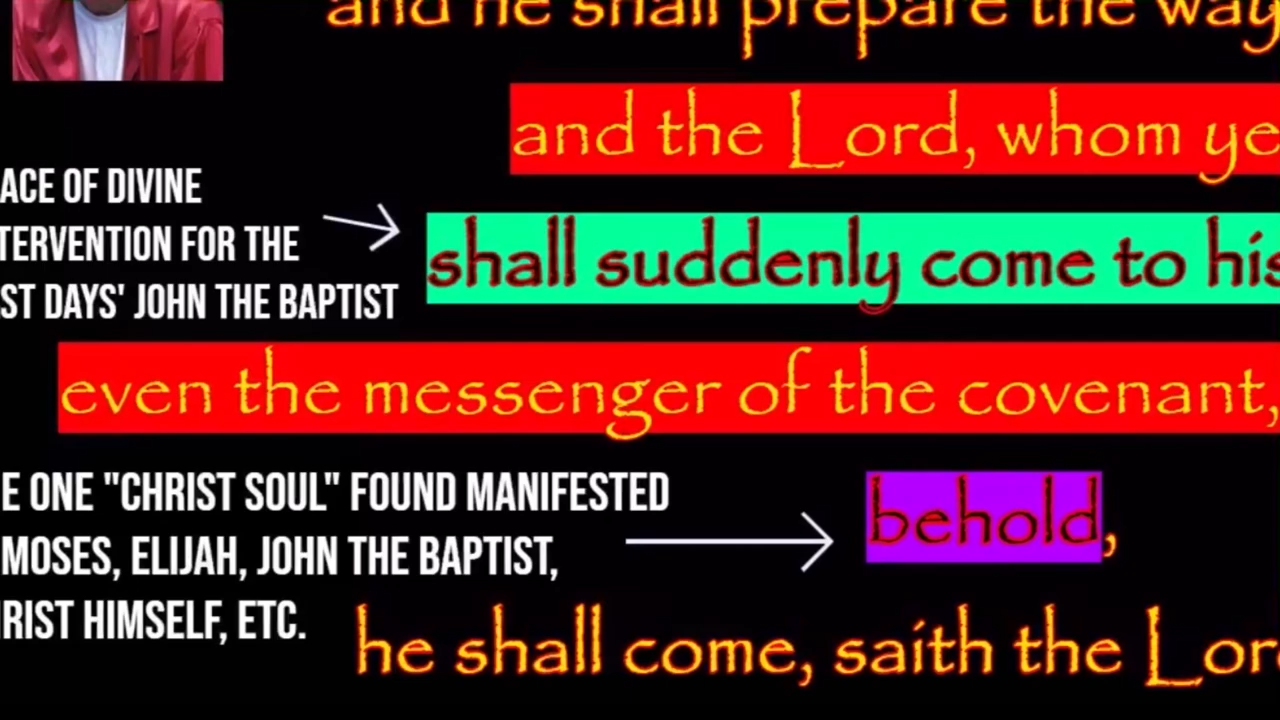 and he shall prepare the way
and the Lord, whom ye
ACE OF DIVINE
TERVENTION FOR THE
ST DAYS' JOHN THE BAPTIST
shall suddenly come to his
even the messenger of the covenant,
E ONE "CHRIST SOUL" FOUND MANIFESTED
MOSES, ELIJAH, JOHN THE BAPTIST,
RIST HIMSELF, ETC.
behold,
he shall come, saith the Lor